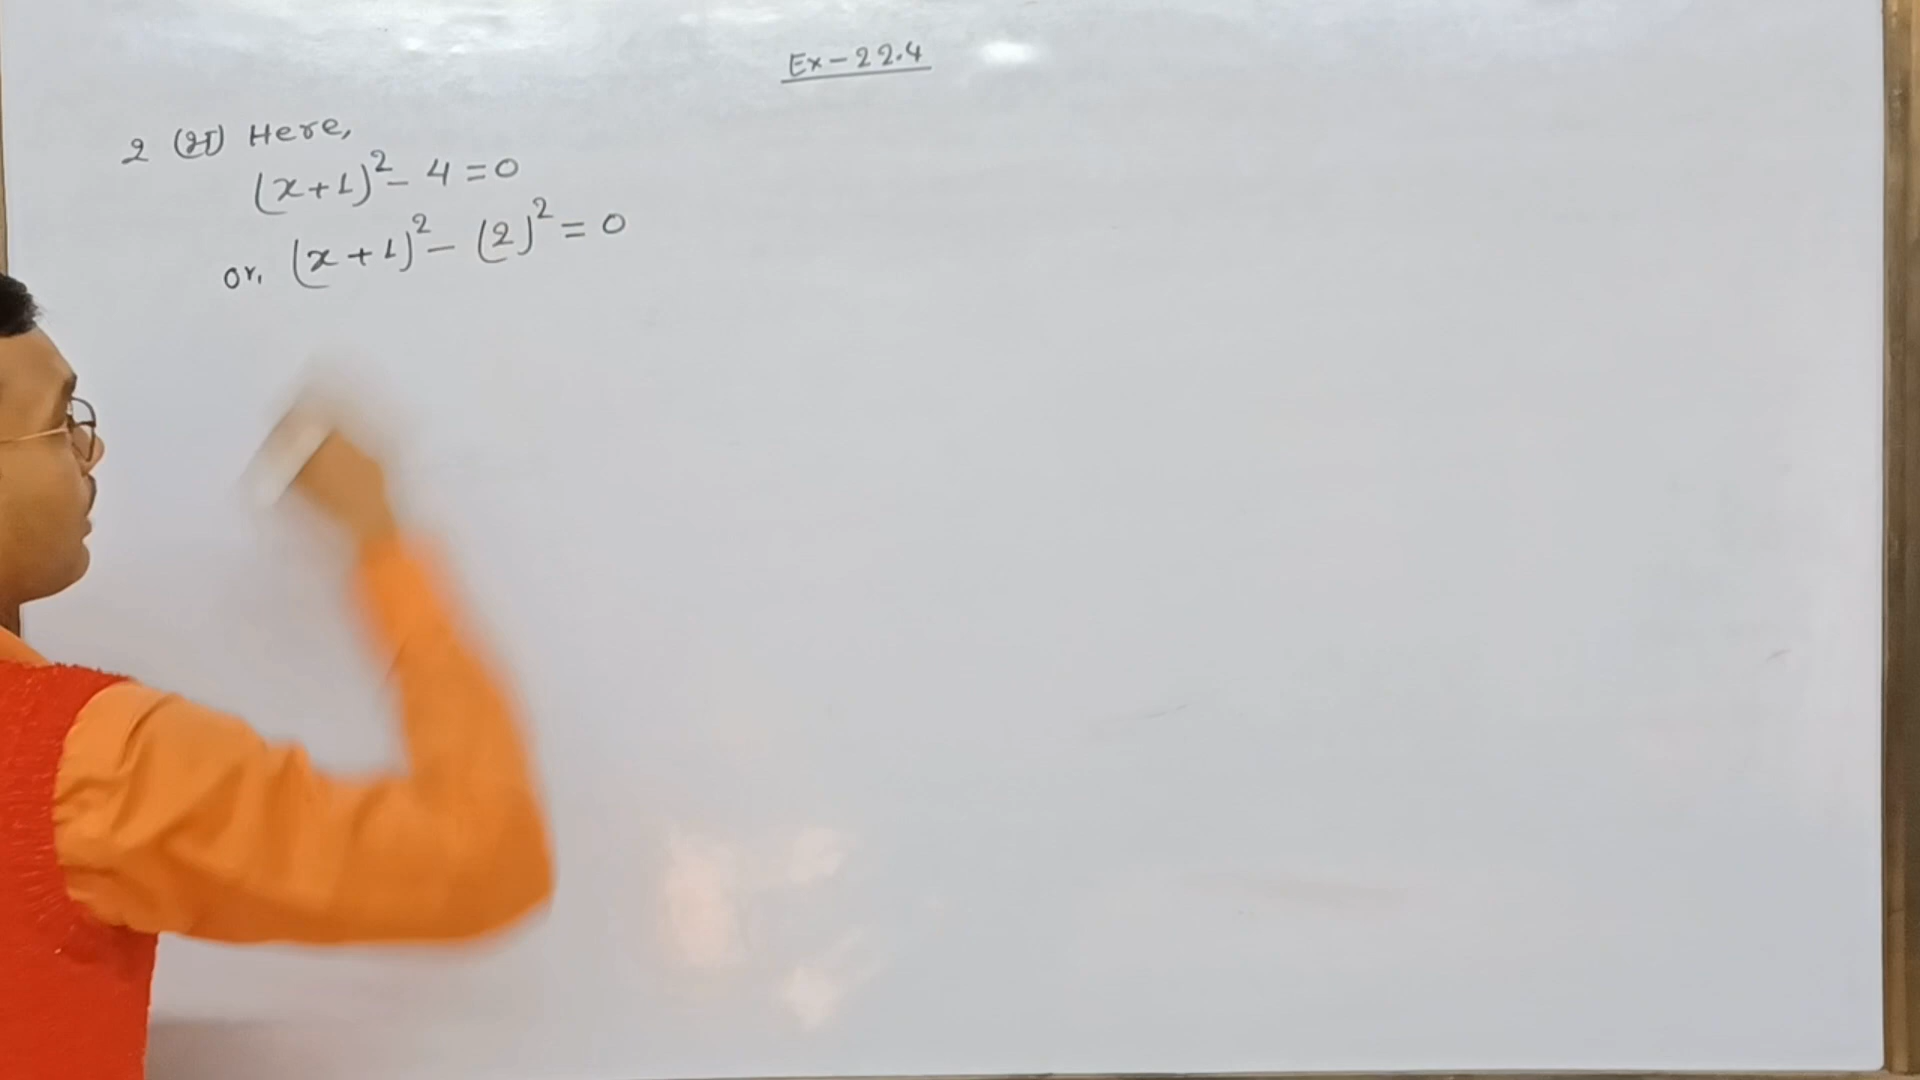 Ex-22.4
2 (अ) Here,
(x+1)² - 4 = 0
or, (x+1)² - (2)² = 0